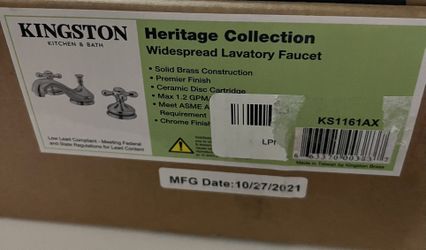 KINGSTON
KITCHEN & BATH
Heritage Collection
Widespread Lavatory Faucet
• Solid Brass Construction
• Premier Finish
• Ceramic Disc Cartridge
• Max 1.2 GPM/
• Meet ASME A
Requirement
• Chrome Finis
Low Lead Compliant - Meeting Federal
and State Regulations for Lead Content
KS1161AX
Made in Taiwan by Kingston Brass
MFG Date:10/27/2021